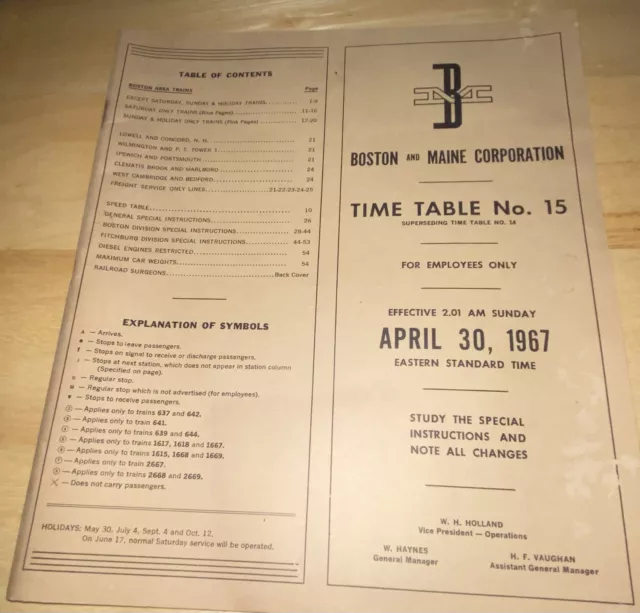 TABLE OF CONTENTS
BOSTON AREA TRAINS Page
EXCEPT SATURDAY, SUNDAY & HOLIDAY TRAINS 1-9
SATURDAY ONLY TRAINS (Blue Pages) 11-16
SUNDAY & HOLIDAY ONLY TRAINS (Pink Pages) 17-20
LOWELL AND CONCORD, N. H. 21
WILMINGTON AND P. T. TOWER 1 21
IPSWICH AND PORTSMOUTH 21
CLEMATIS BROOK AND MARLBORO 24
WEST CAMBRIDGE AND BEDFORD 24
FREIGHT SERVICE ONLY LINES 21-22-23-24-25
SPEED TABLE 10
GENERAL SPECIAL INSTRUCTIONS 26
BOSTON DIVISION SPECIAL INSTRUCTIONS 29-44
FITCHBURG DIVISION SPECIAL INSTRUCTIONS 44-53
DIESEL ENGINES RESTRICTED 54
MAXIMUM CAR WEIGHTS 54
RAILROAD SURGEONS Back Cover
EXPLANATION OF SYMBOLS
— Arrives.
— Stops to leave passengers.
f — Stops on signal to receive or discharge passengers.
— Stops at next station, which does not appear in station column
(Specified on page).
— Regular stop.
— Regular stop which is not advertised (for employees).
— Stops to receive passengers.
— Applies only to trains 637 and 642.
— Applies only to train 641.
— Applies only to trains 639 and 644.
— Applies only to trains 1617, 1618 and 1667.
— Applies only to trains 1615, 1668 and 1669.
— Applies only to train 2667.
— Applies only to trains 2668 and 2669.
— Does not carry passengers.
HOLIDAYS: May 30, July 4, Sept. 4 and Oct. 12,
On June 17, normal Saturday service will be operated.
B
M
BOSTON AND MAINE CORPORATION
TIME TABLE No. 15
SUPERSEDING TIME TABLE NO. 14
FOR EMPLOYEES ONLY
EFFECTIVE 2.01 AM SUNDAY
APRIL 30, 1967
EASTERN STANDARD TIME
STUDY THE SPECIAL
INSTRUCTIONS AND
NOTE ALL CHANGES
W. H. HOLLAND
Vice President — Operations
W. HAYNES
General Manager
H. F. VAUGHAN
Assistant General Manager